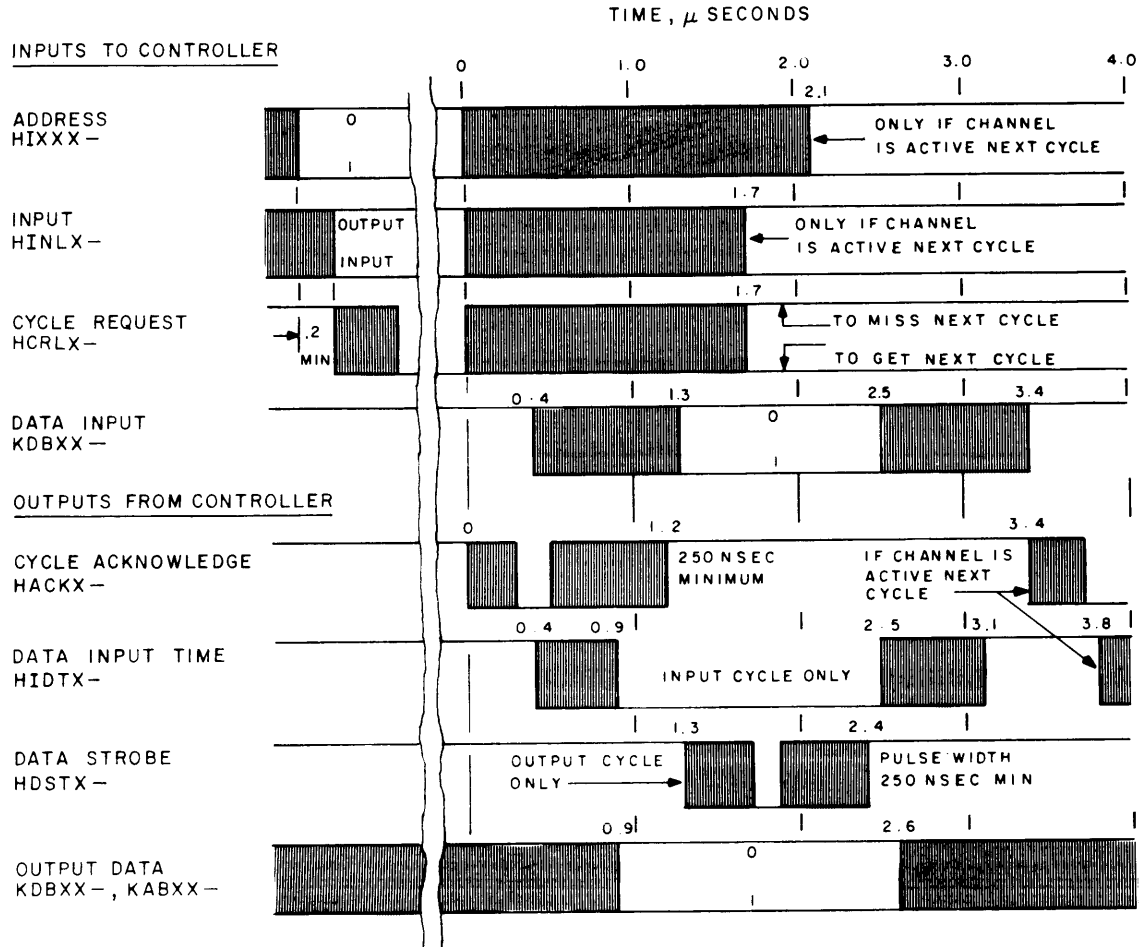 TIME, μ SECONDS
INPUTS TO CONTROLLER
0 1.0 2.0 3.0 4.0
2.1
ADDRESS
HIXXX—
0
1
ONLY IF CHANNEL
IS ACTIVE NEXT CYCLE
1.7
INPUT
HINLX—
OUTPUT
INPUT
ONLY IF CHANNEL
IS ACTIVE NEXT CYCLE
1.7
CYCLE REQUEST
HCRLX—
.2
MIN
TO MISS NEXT CYCLE
TO GET NEXT CYCLE
0.4 1.3 2.5 3.4
DATA INPUT
KDBXX—
0
1
OUTPUTS FROM CONTROLLER
0 1.2 3.4
CYCLE ACKNOWLEDGE
HACKX—
250 NSEC
MINIMUM
IF CHANNEL IS
ACTIVE NEXT
CYCLE
0.4 0.9 2.5 3.1 3.8
DATA INPUT TIME
HIDTX—
INPUT CYCLE ONLY
1.3 2.4
DATA STROBE
HDSTX—
OUTPUT CYCLE
ONLY
PULSE WIDTH
250 NSEC MIN
0.9 2.6
OUTPUT DATA
KDBXX—, KABXX—
0
1